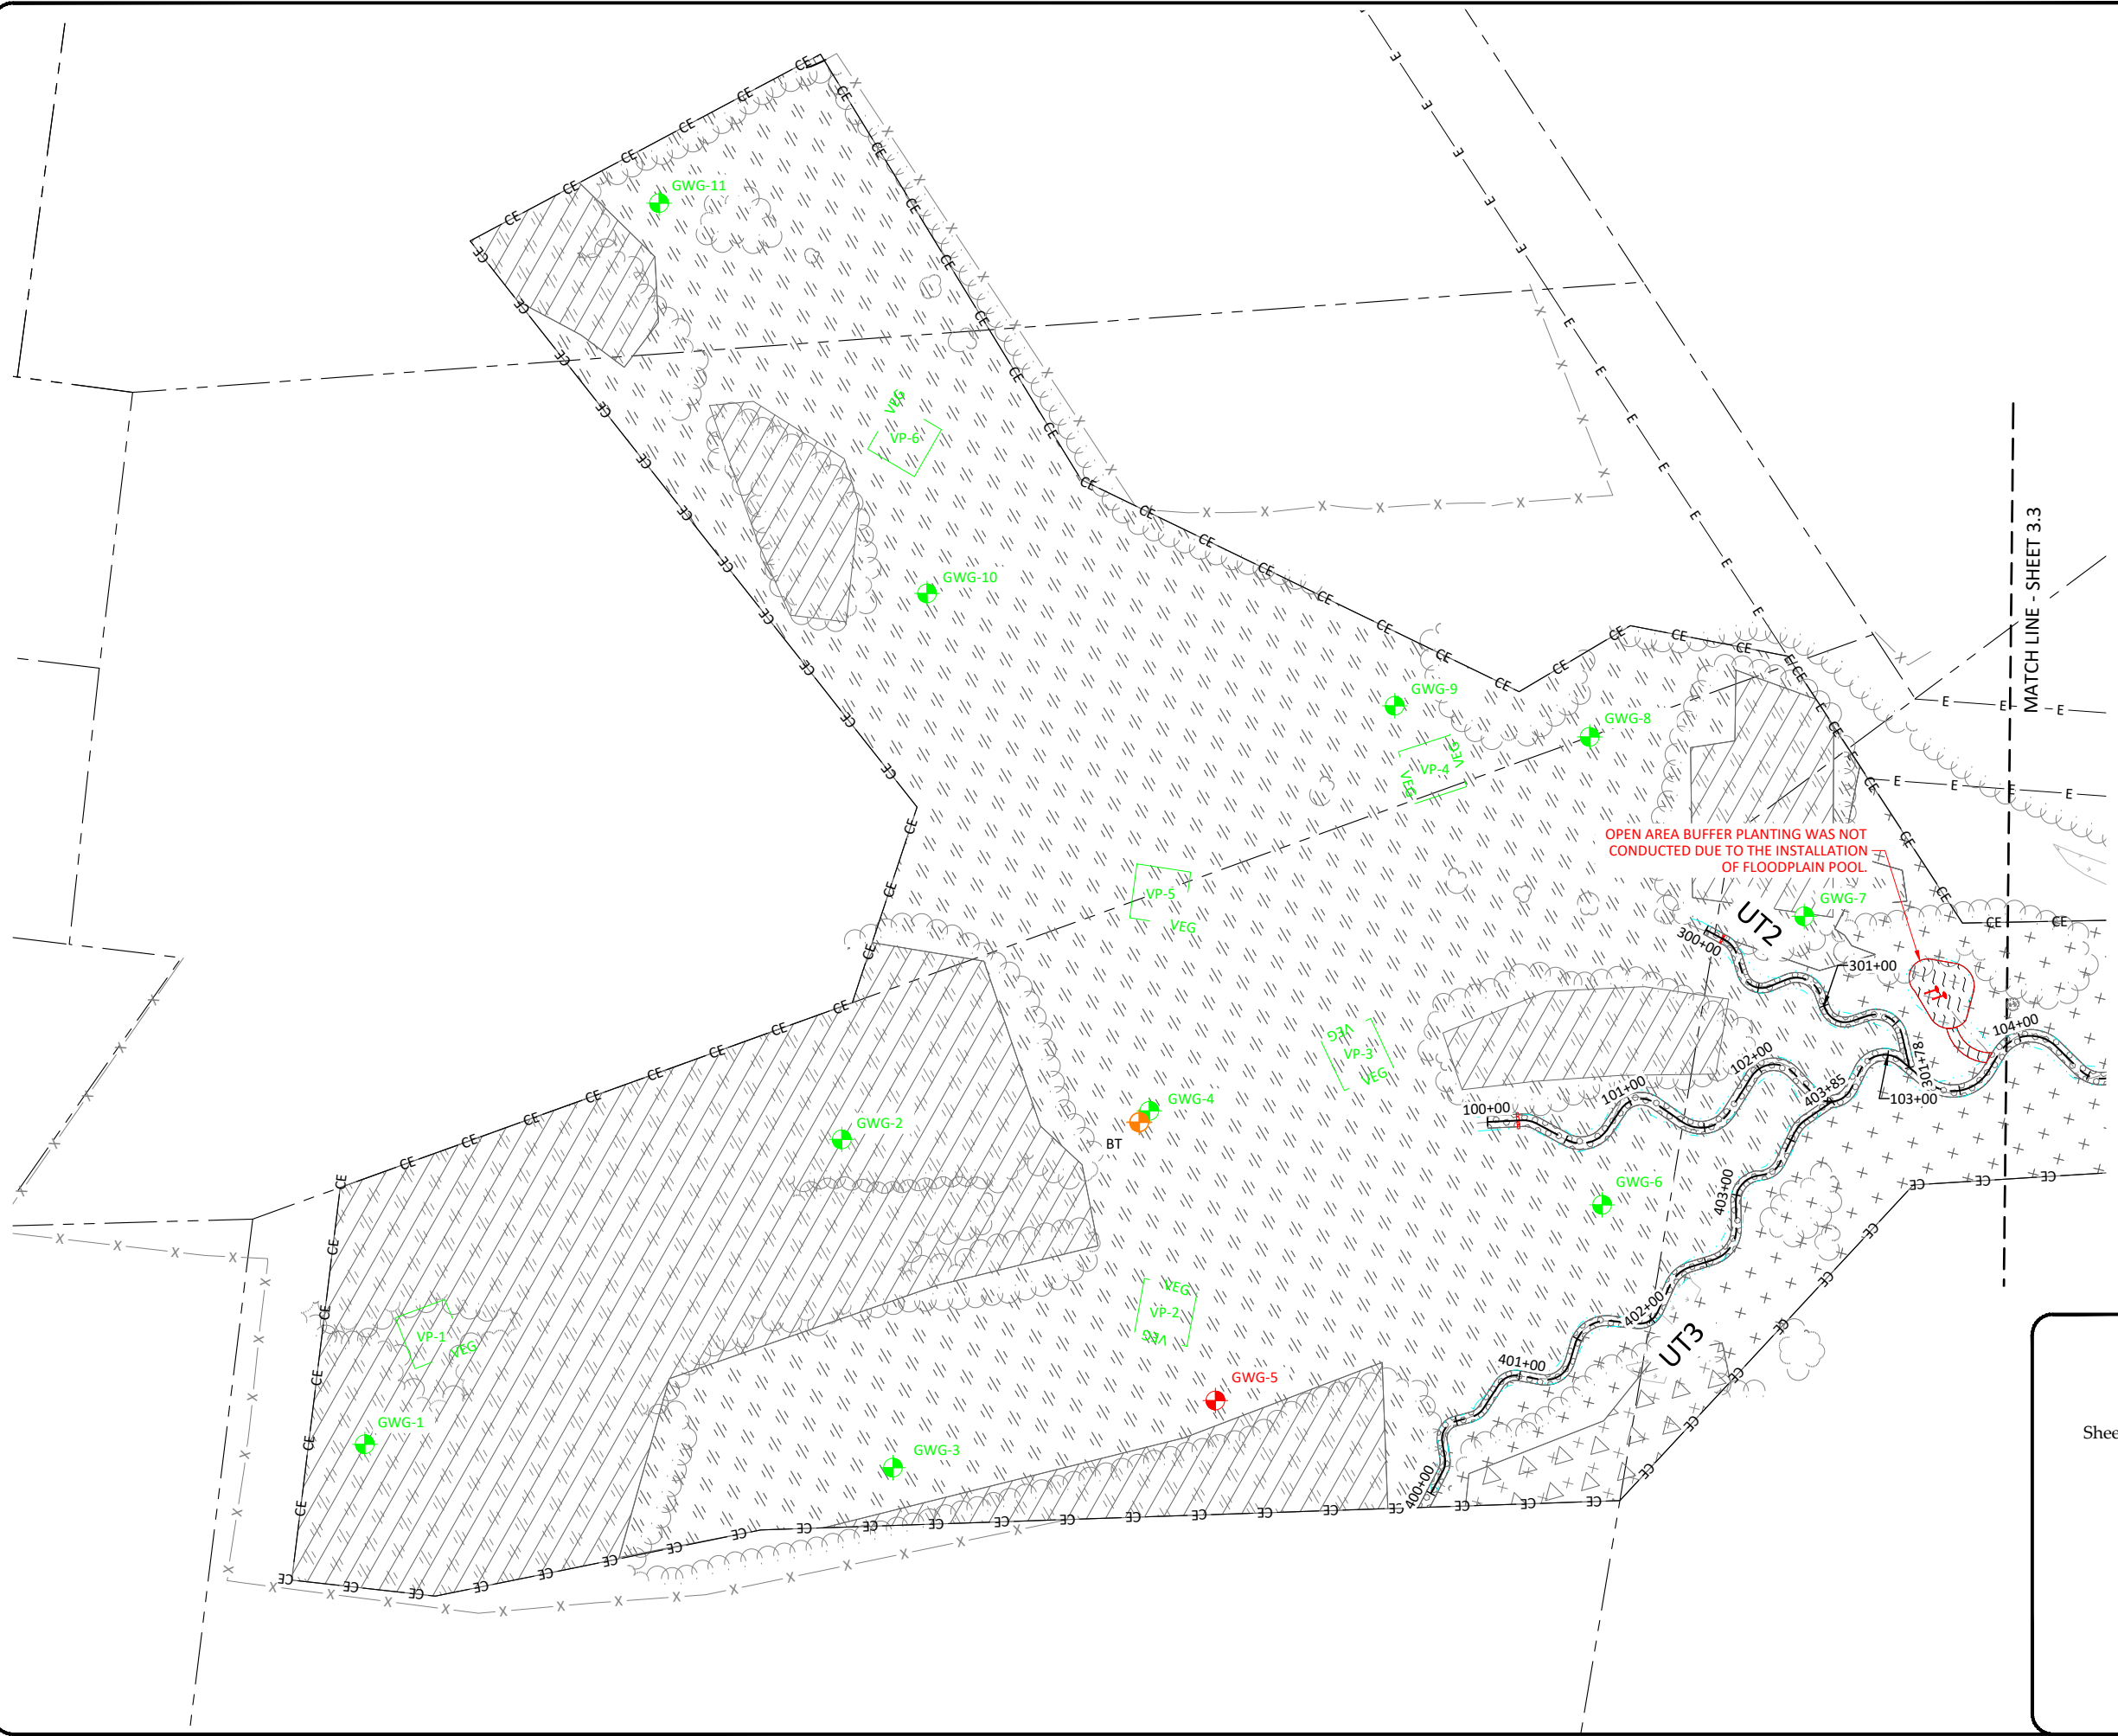 GWG-11
VEG
VP-6
GWG-10
MATCH LINE - SHEET 3.3
GWG-9
GWG-8
VP-4
VEG
VEG
OPEN AREA BUFFER PLANTING WAS NOT
CONDUCTED DUE TO THE INSTALLATION
OF FLOODPLAIN POOL.
VP-5
VEG
GWG-7
UT2
300+00
301+00
301+78
104+00
VEG
VP-3
VEG
100+00
101+00
102+00
403+85
103+00
GWG-4
BT
GWG-2
GWG-6
403+00
VEG
VP-2
VEG
402+00
UT3
401+00
400+00
VP-1
VEG
GWG-5
GWG-1
GWG-3
Shee
CE
E
X